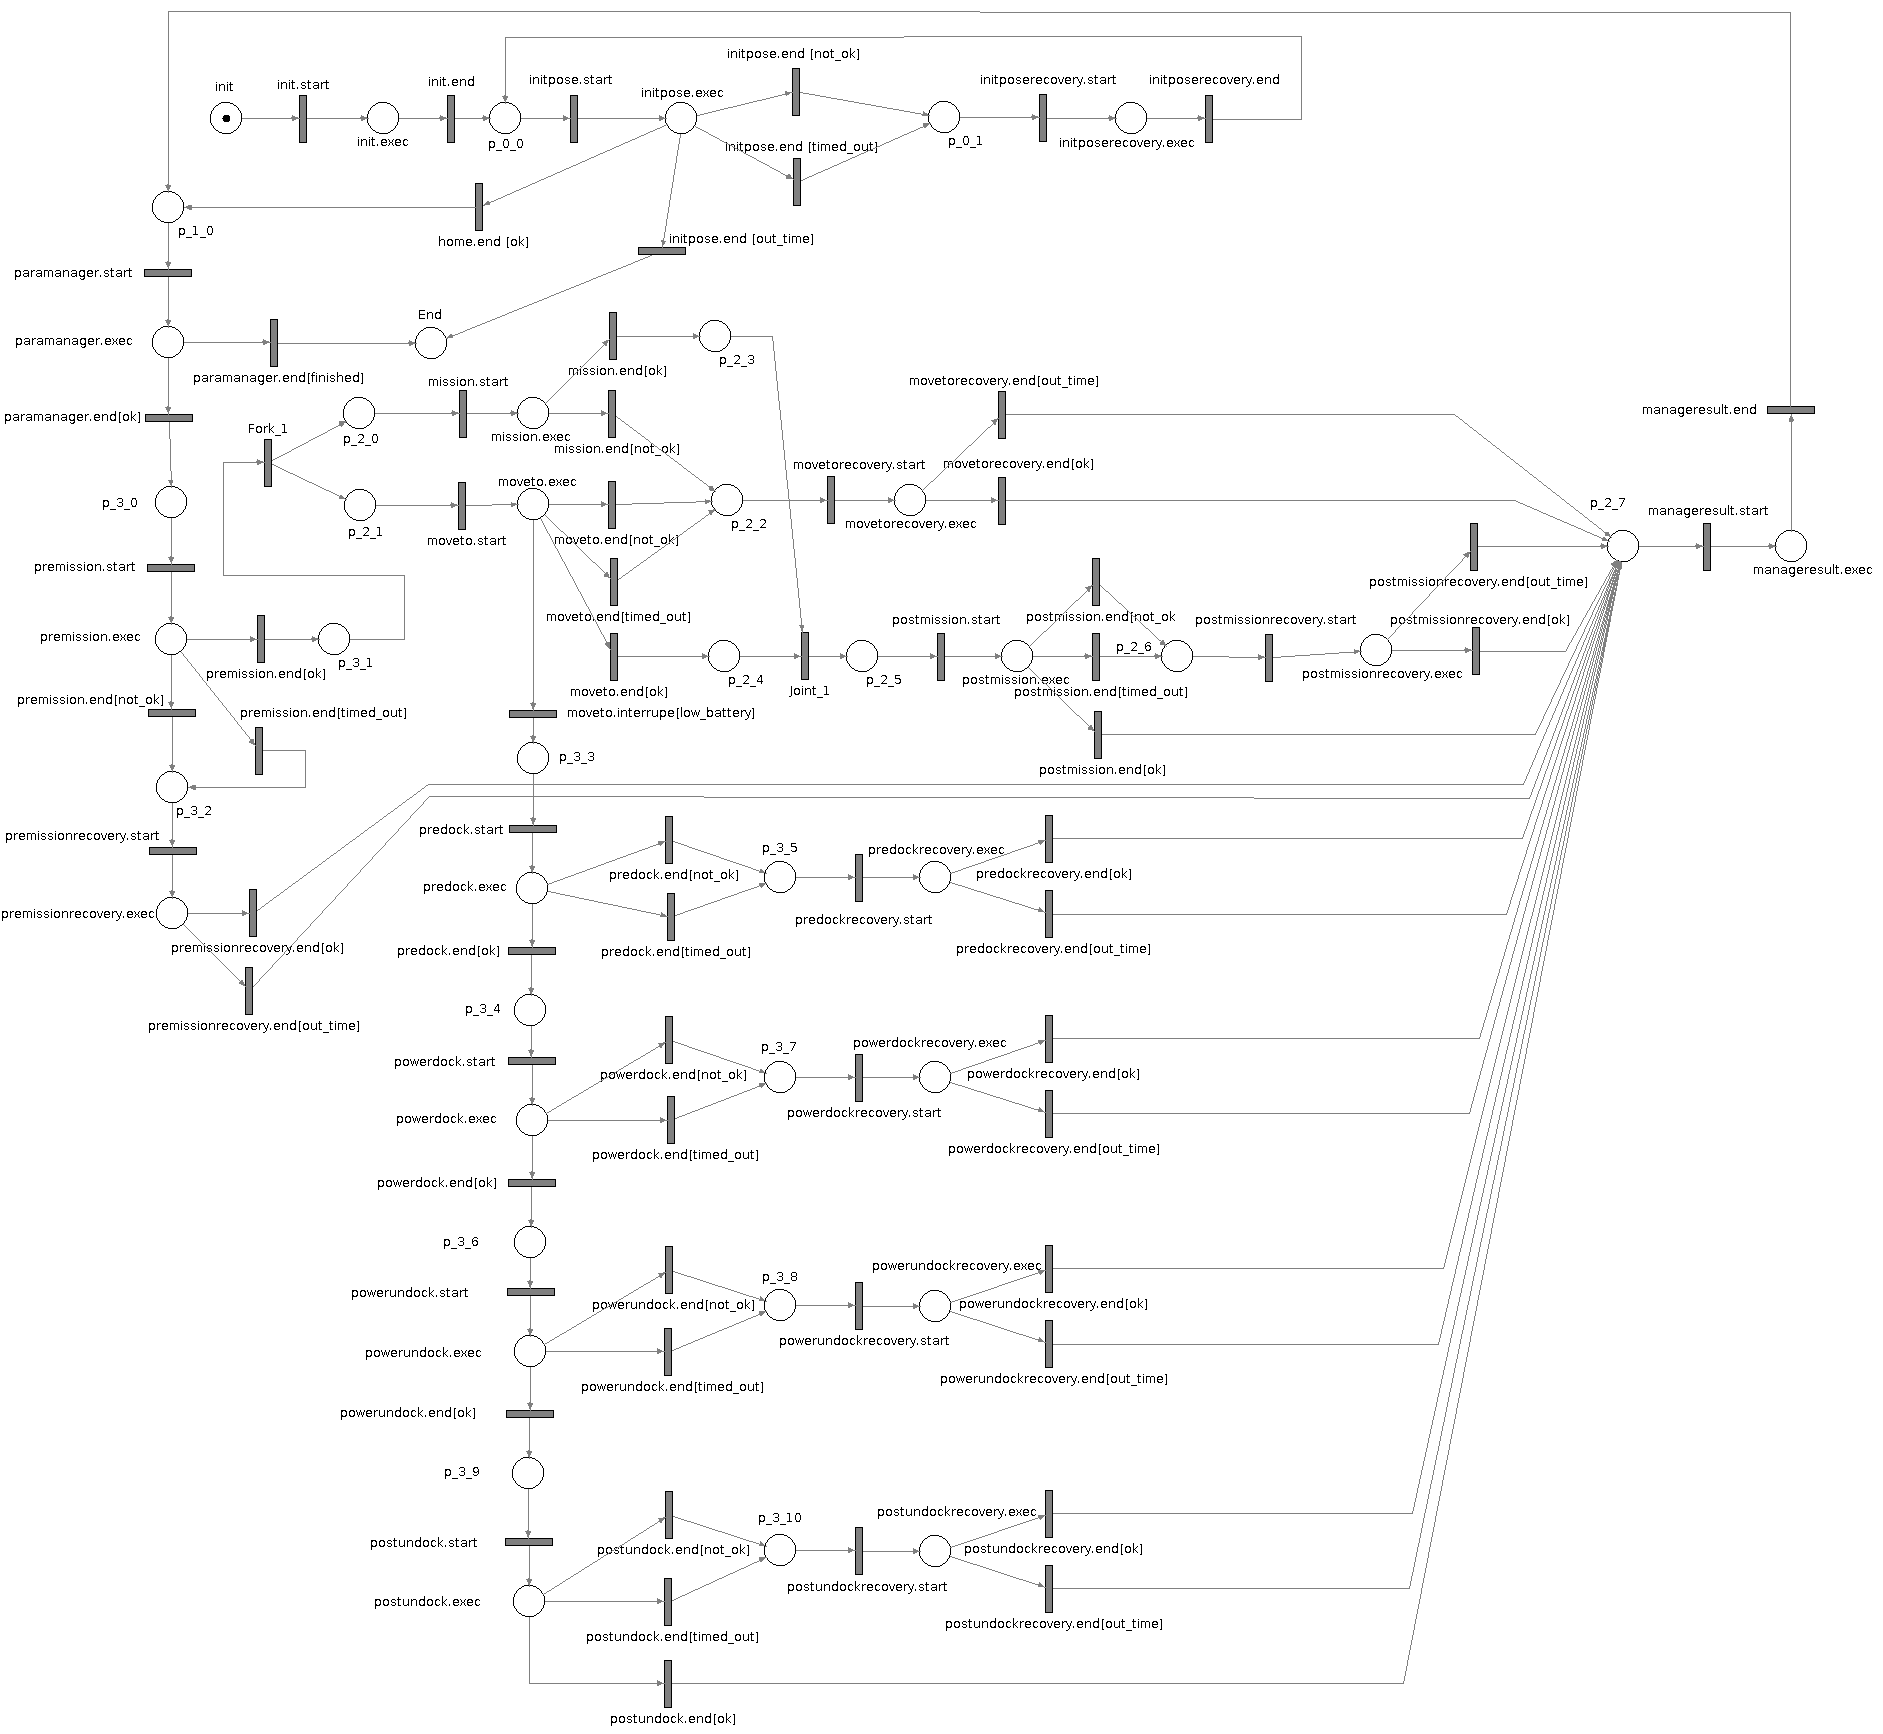 initpose.end [not_ok]
init
init.start
init.end
initpose.start
initpose.exec
initposerecovery.start
initposerecovery.end
init.exec
p_0_0
initpose.end [timed_out]
p_0_1
initposerecovery.exec
p_1_0
home.end [ok]
initpose.end [out_time]
paramanager.start
End
paramanager.exec
p_2_3
mission.end[ok]
paramanager.end[finished]
mission.start
movetorecovery.end[out_time]
manageresult.end
paramanager.end[ok]
Fork_1
p_2_0
mission.exec
mission.end[not_ok]
movetorecovery.start
movetorecovery.end[ok]
moveto.exec
p_3_0
p_2_7
manageresult.start
p_2_1
p_2_2
movetorecovery.exec
moveto.start
moveto.end[not_ok]
premission.start
manageresult.exec
postmissionrecovery.end[out_time]
moveto.end[timed_out]
postmission.end[not_ok
postmission.start
postmissionrecovery.start
postmissionrecovery.end[ok]
premission.exec
p_3_1
premission.end[ok]
p_2_6
p_2_4
p_2_5
postmission.exec
postmissionrecovery.exec
moveto.end[ok]
Joint_1
postmission.end[timed_out]
premission.end[not_ok]
premission.end[timed_out]
moveto.interrupe[low_battery]
p_3_3
postmission.end[ok]
p_3_2
premissionrecovery.start
predock.start
p_3_5
predockrecovery.exec
predock.end[not_ok]
predockrecovery.end[ok]
predock.exec
premissionrecovery.exec
predockrecovery.start
premissionrecovery.end[ok]
predock.end[ok]
predock.end[timed_out]
predockrecovery.end[out_time]
p_3_4
premissionrecovery.end[out_time]
p_3_7
powerdockrecovery.exec
powerdock.start
powerdock.end[not_ok]
powerdockrecovery.end[ok]
powerdock.exec
powerdockrecovery.start
powerdock.end[timed_out]
powerdockrecovery.end[out_time]
powerdock.end[ok]
p_3_6
powerundockrecovery.exec
p_3_8
powerundock.start
powerundock.end[not_ok]
powerundockrecovery.end[ok]
powerundockrecovery.start
powerundock.exec
powerundock.end[timed_out]
powerundockrecovery.end[out_time]
powerundock.end[ok]
p_3_9
p_3_10
postundockrecovery.exec
postundock.start
postundock.end[not_ok]
postundockrecovery.end[ok]
postundockrecovery.start
postundock.exec
postundock.end[timed_out]
postundockrecovery.end[out_time]
postundock.end[ok]